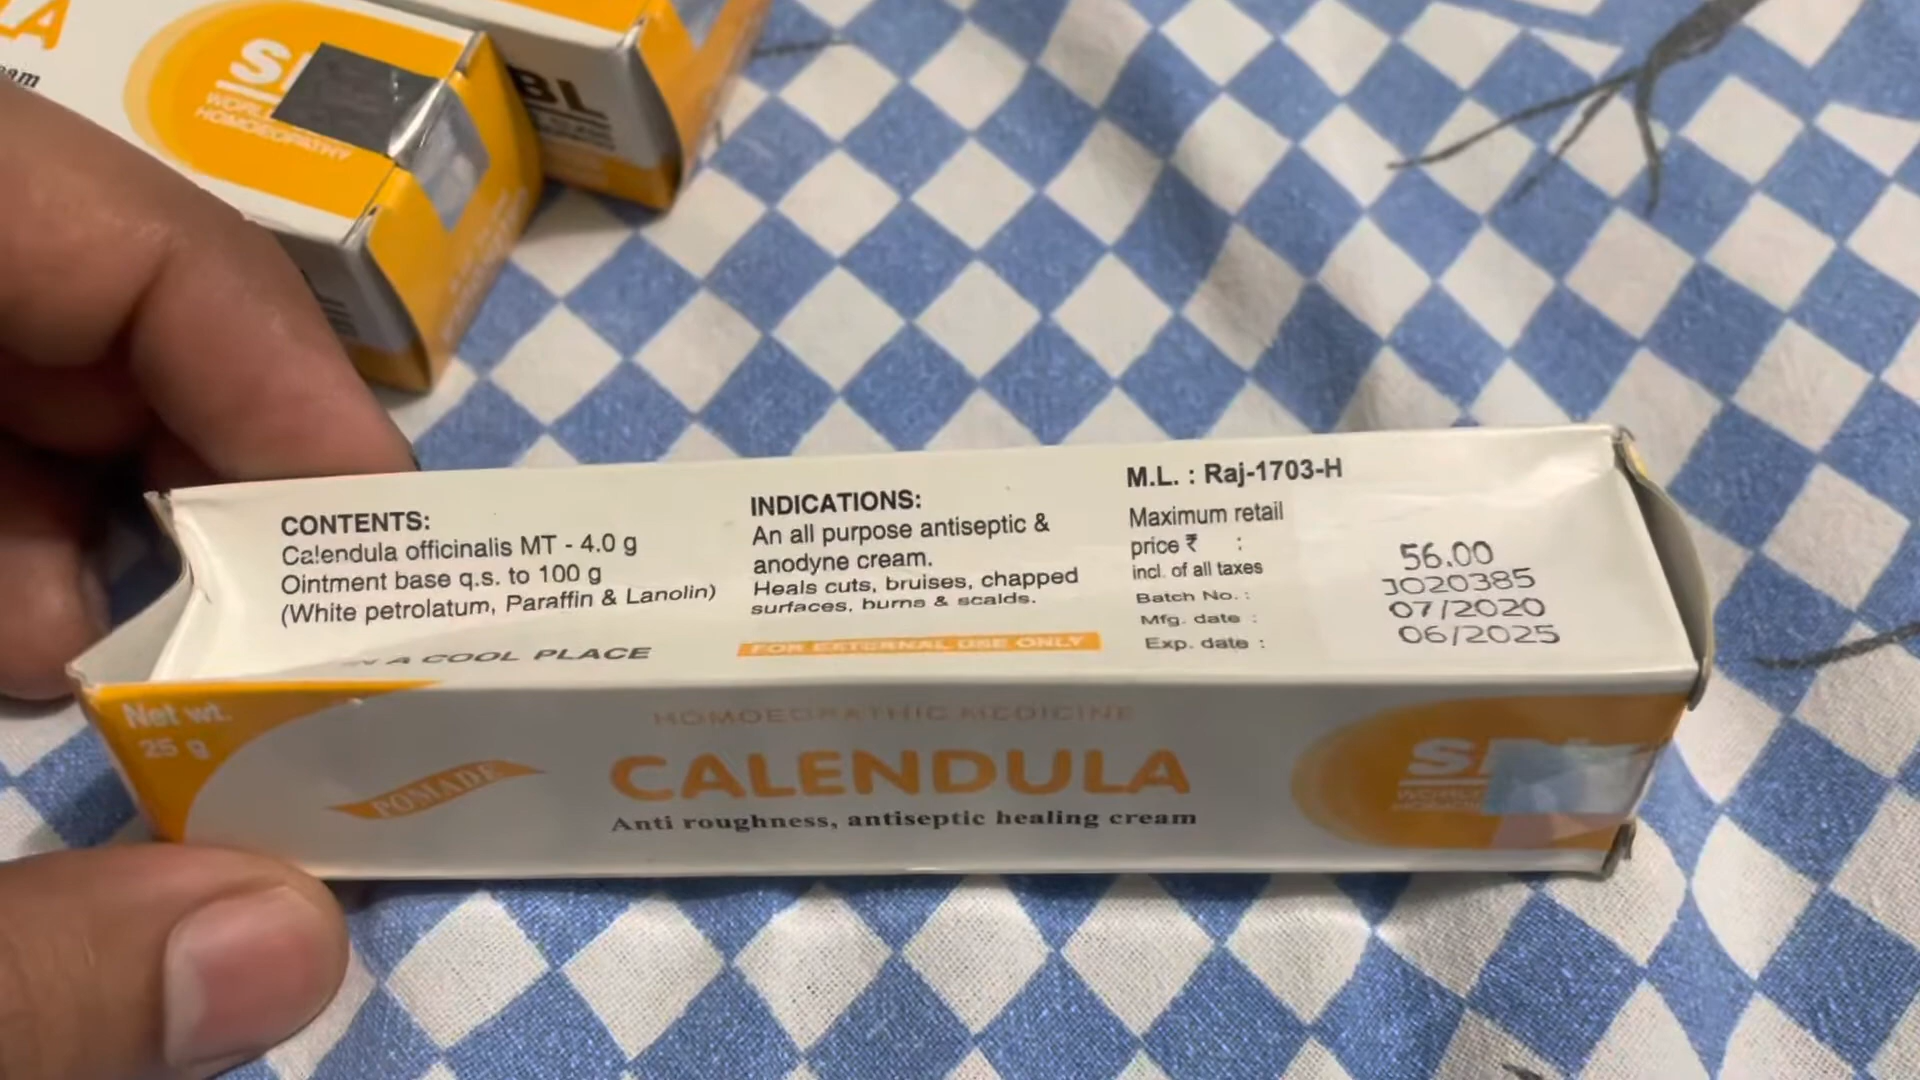 WORL
HOMOEOPATHY
BL
CONTENTS:
Calendula officinalis MT - 4.0 g
Ointment base q.s. to 100 g
(White petrolatum, Paraffin & Lanolin)
A COOL PLACE
INDICATIONS:
An all purpose antiseptic &
anodyne cream.
Heals cuts, bruises, chapped
surfaces, burns & scalds.
FOR EXTERNAL USE ONLY
M.L. : Raj-1703-H
Maximum retail
price ₹ : 56.00
incl. of all taxes
Batch No. : JO20385
Mfg. date : 07/2020
Exp. date : 06/2025
Net wt.
25 g
POMADE
HOMOEOPATHIC MEDICINE
CALENDULA
Anti roughness, antiseptic healing cream